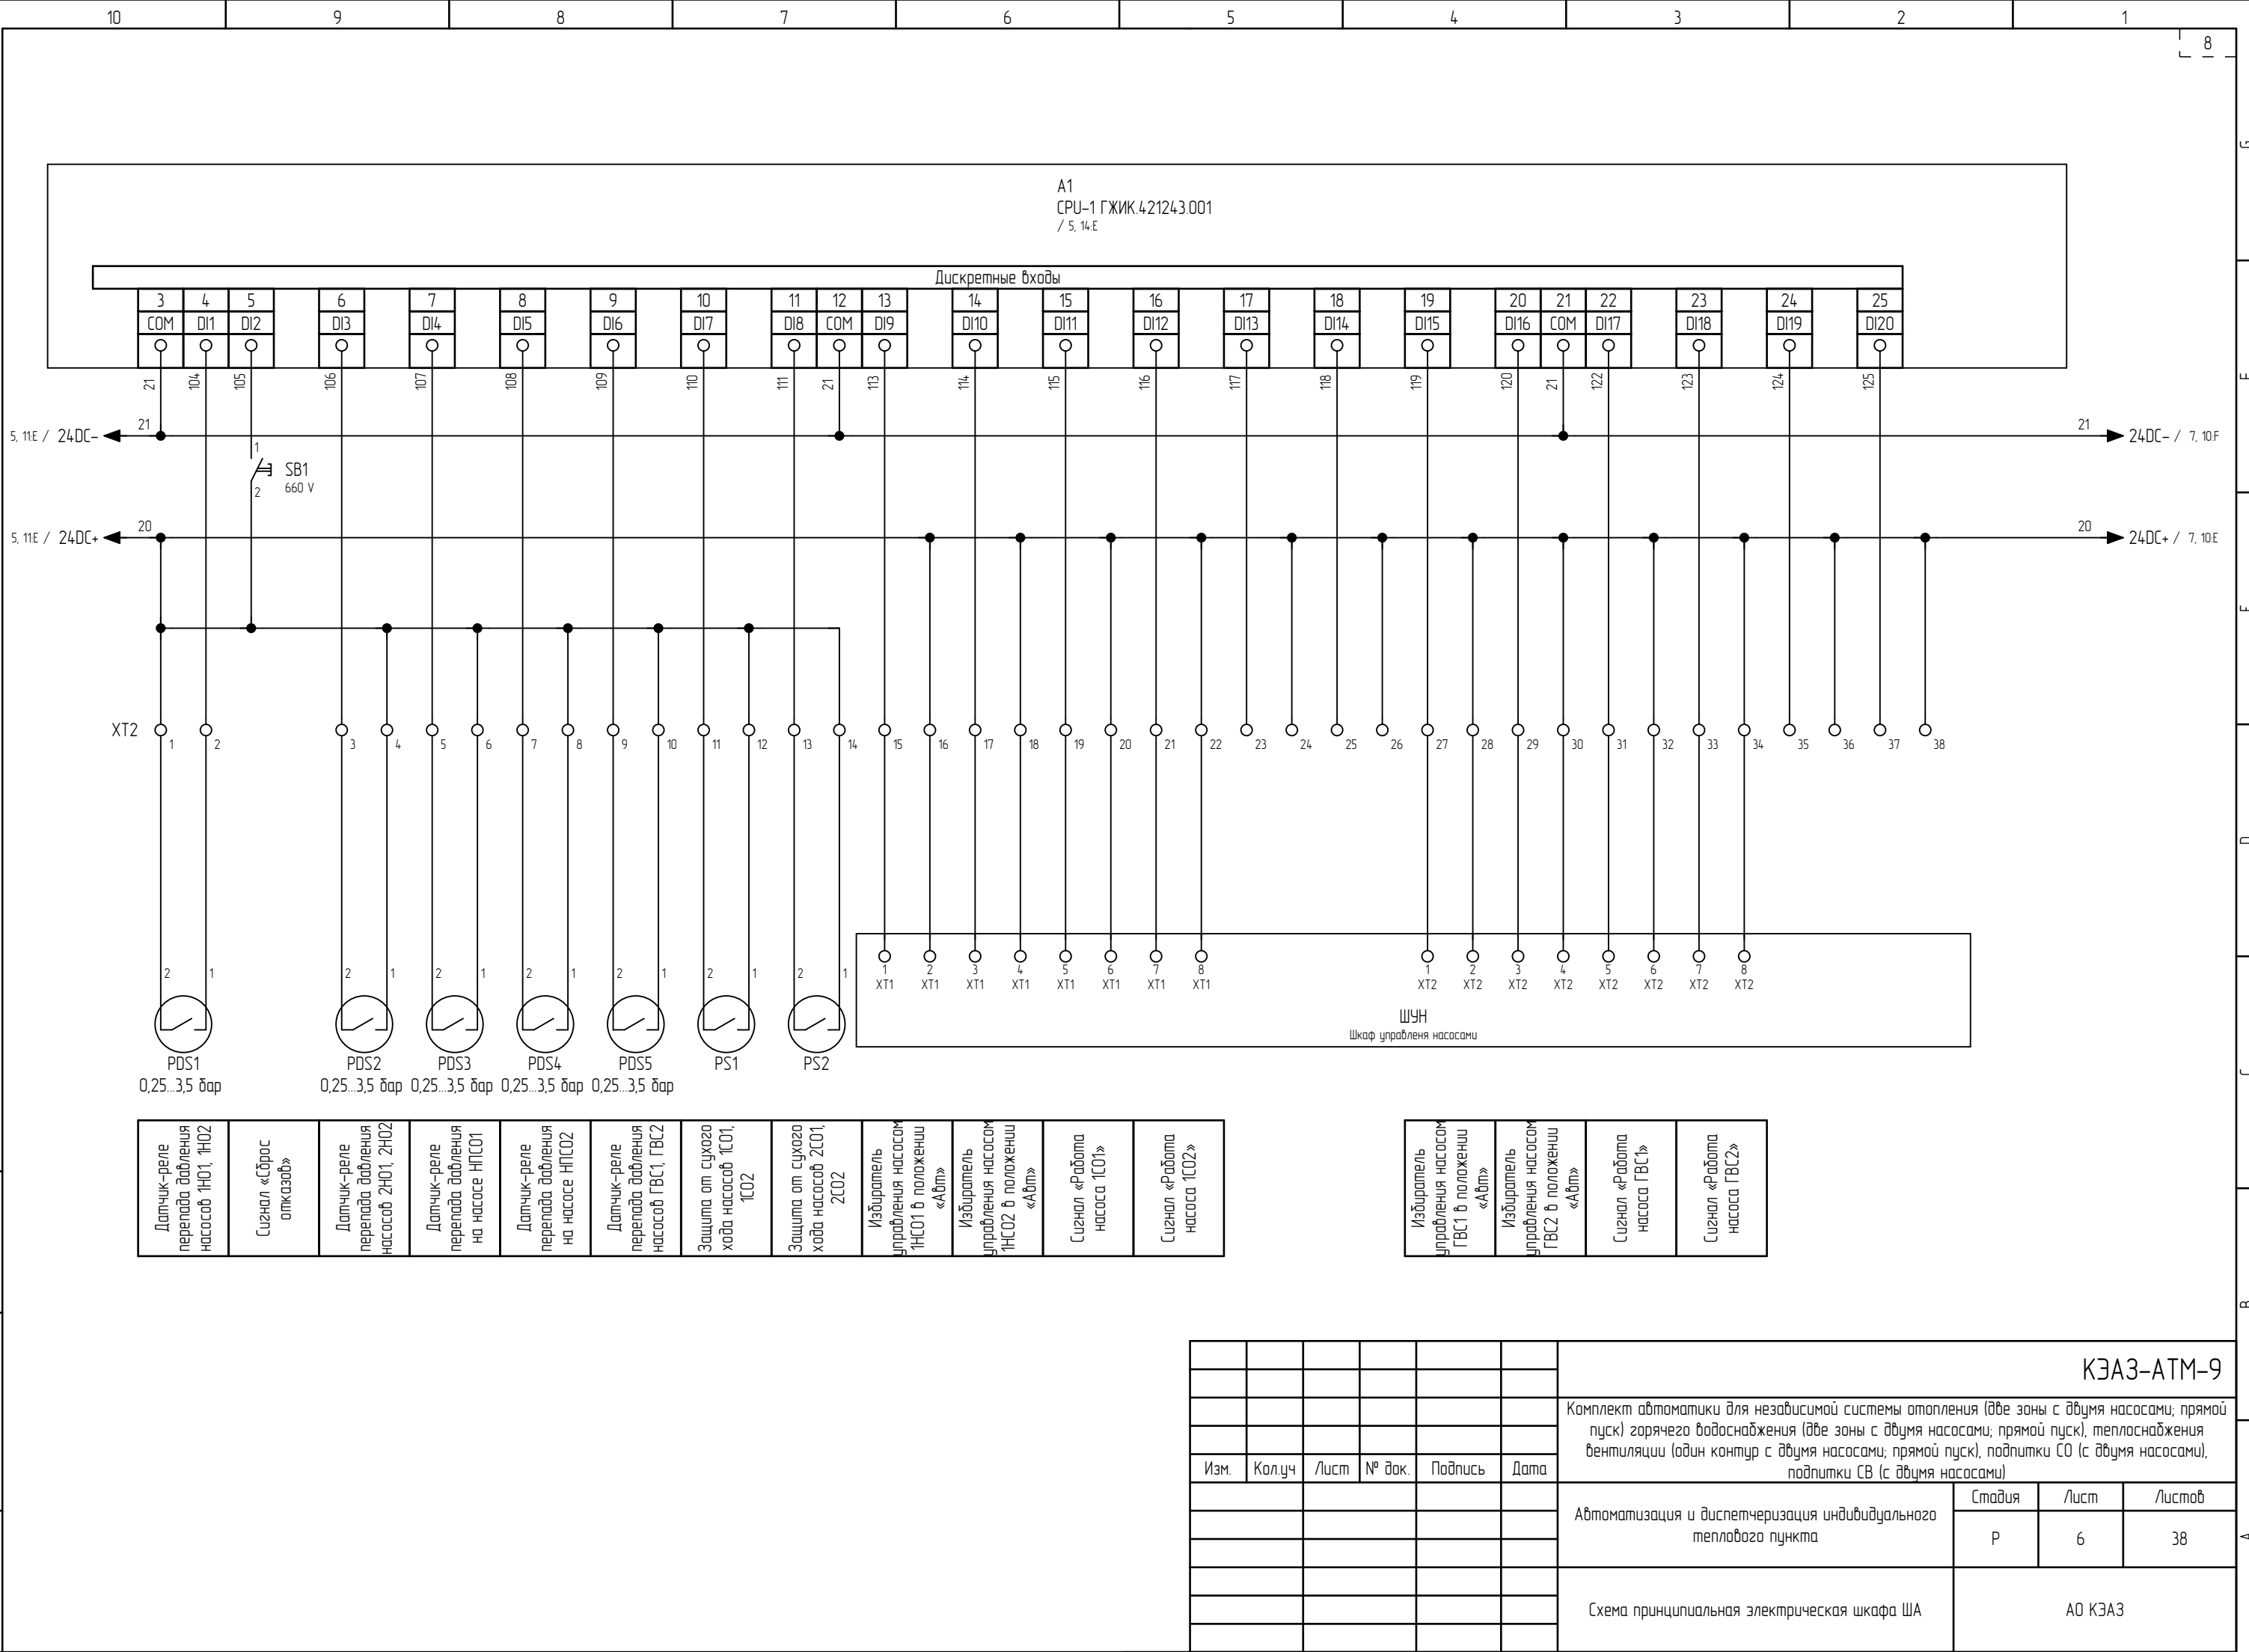 10 9 8 7 6 5 4 3 2 1
8
A1
CPU-1 ГЖИК.421243.001
/ 5, 14:E
Дискретные входы
3 4 5 6 7 8 9 10 11 12 13 14 15 16 17 18 19 20 21 22 23 24 25
COM DI1 DI2 DI3 DI4 DI5 DI6 DI7 DI8 COM DI9 DI10 DI11 DI12 DI13 DI14 DI15 DI16 COM DI17 DI18 DI19 DI20
21 104 105 106 107 108 109 110 111 21 113 114 115 116 117 118 119 120 21 122 123 124 125
5, 11:E / 24DC- 21
21 24DC- / 7, 10:F
1
SB1
2
660 V
5, 11:E / 24DC+ 20
20 24DC+ / 7, 10:E
XT2
1 2 3 4 5 6 7 8 9 10 11 12 13 14 15 16 17 18 19 20 21 22 23 24 25 26 27 28 29 30 31 32 33 34 35 36 37 38
2 1 2 1 2 1 2 1 2 1 2 1 2 1
1 2 3 4 5 6 7 8 1 2 3 4 5 6 7 8
XT1 XT1 XT1 XT1 XT1 XT1 XT1 XT1 XT2 XT2 XT2 XT2 XT2 XT2 XT2 XT2
ШУН
Шкаф управленя насосами
PDS1 PDS2 PDS3 PDS4 PDS5 PS1 PS2
0,25...3,5 бар 0,25...3,5 бар 0,25...3,5 бар 0,25...3,5 бар 0,25...3,5 бар
Датчик-реле
перепада давления
насосов 1НО1, 1НО2
Сигнал «Сброс
отказов»
Датчик-реле
перепада давления
насосов 2НО1, 2НО2
Датчик-реле
перепада давления
на насосе НПСО1
Датчик-реле
перепада давления
на насосе НПСО2
Датчик-реле
перепада давления
насосов ГВС1, ГВС2
Защита от сухого
хода насосов 1СО1,
1СО2
Защита от сухого
хода насосов 2СО1,
2СО2
Избиратель
управления насосом
1НСО1 в положении
«Авт»
Избиратель
управления насосом
1НСО2 в положении
«Авт»
Сигнал «Работа
насоса 1СО1»
Сигнал «Работа
насоса 1СО2»
Избиратель
управления насосом
ГВС1 в положении
«Авт»
Избиратель
управления насосом
ГВС2 в положении
«Авт»
Сигнал «Работа
насоса ГВС1»
Сигнал «Работа
насоса ГВС2»
КЭАЗ-АТМ-9
Комплект автоматики для независимой системы отопления (две зоны с двумя насосами; прямой
пуск) горячего водоснабжения (две зоны с двумя насосами; прямой пуск), теплоснабжения
вентиляции (один контур с двумя насосами; прямой пуск), подпитки СО (с двумя насосами),
подпитки СВ (с двумя насосами)
Изм. Кол.уч Лист № док. Подпись Дата
Автоматизация и диспетчеризация индивидуального
теплового пункта
Стадия Лист Листов
Р 6 38
Схема принципиальная электрическая шкафа ША
АО КЭАЗ